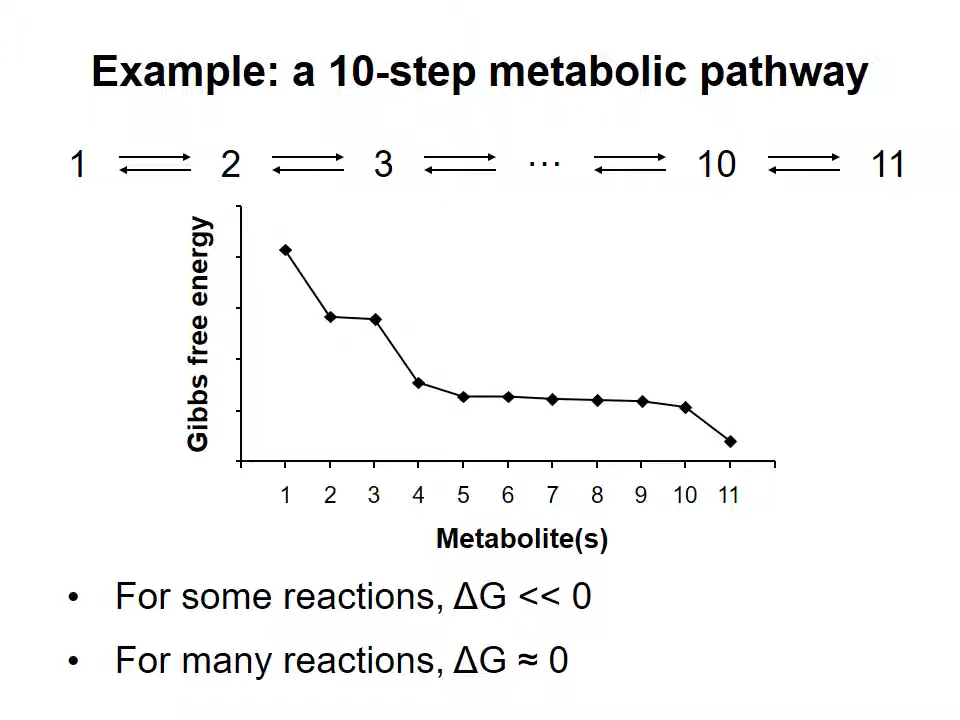 Example: a 10-step metabolic pathway
1 2 3 ··· 10 11
Gibbs free energy
1 2 3 4 5 6 7 8 9 10 11
Metabolite(s)
• For some reactions, ΔG << 0
• For many reactions, ΔG ≈ 0